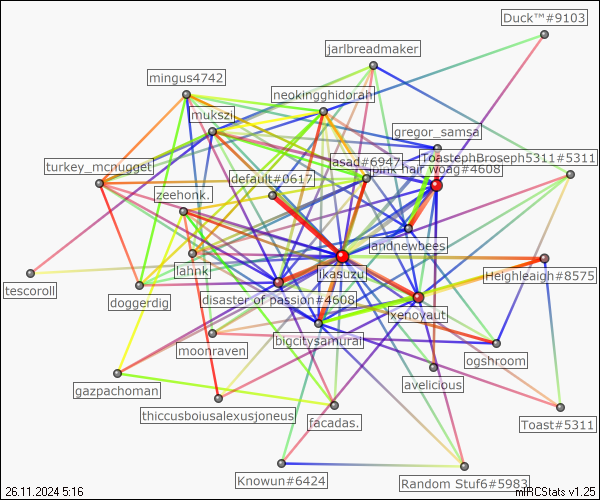 Duck™#9103
jarlbreadmaker
mingus4742
neokingghidorah
mukszi
gregor_samsa
asad#6947
ToastephBroseph5311#5311
turkey_mcnugget
pink hair woag#4608
default#0617
zeehonk.
andnewbees
lahnk
ikasuzu
Heighleaigh#8575
tescoroll
doggerdig
disaster of passion#4608
xenovaut
bigcitysamurai
moonraven
ogshroom
avelicious
gazpachoman
thiccusboiusalexusjoneus
facadas.
Toast#5311
Knowun#6424
Random Stuf6#5983
26.11.2024 5:16
mIRCStats v1.25